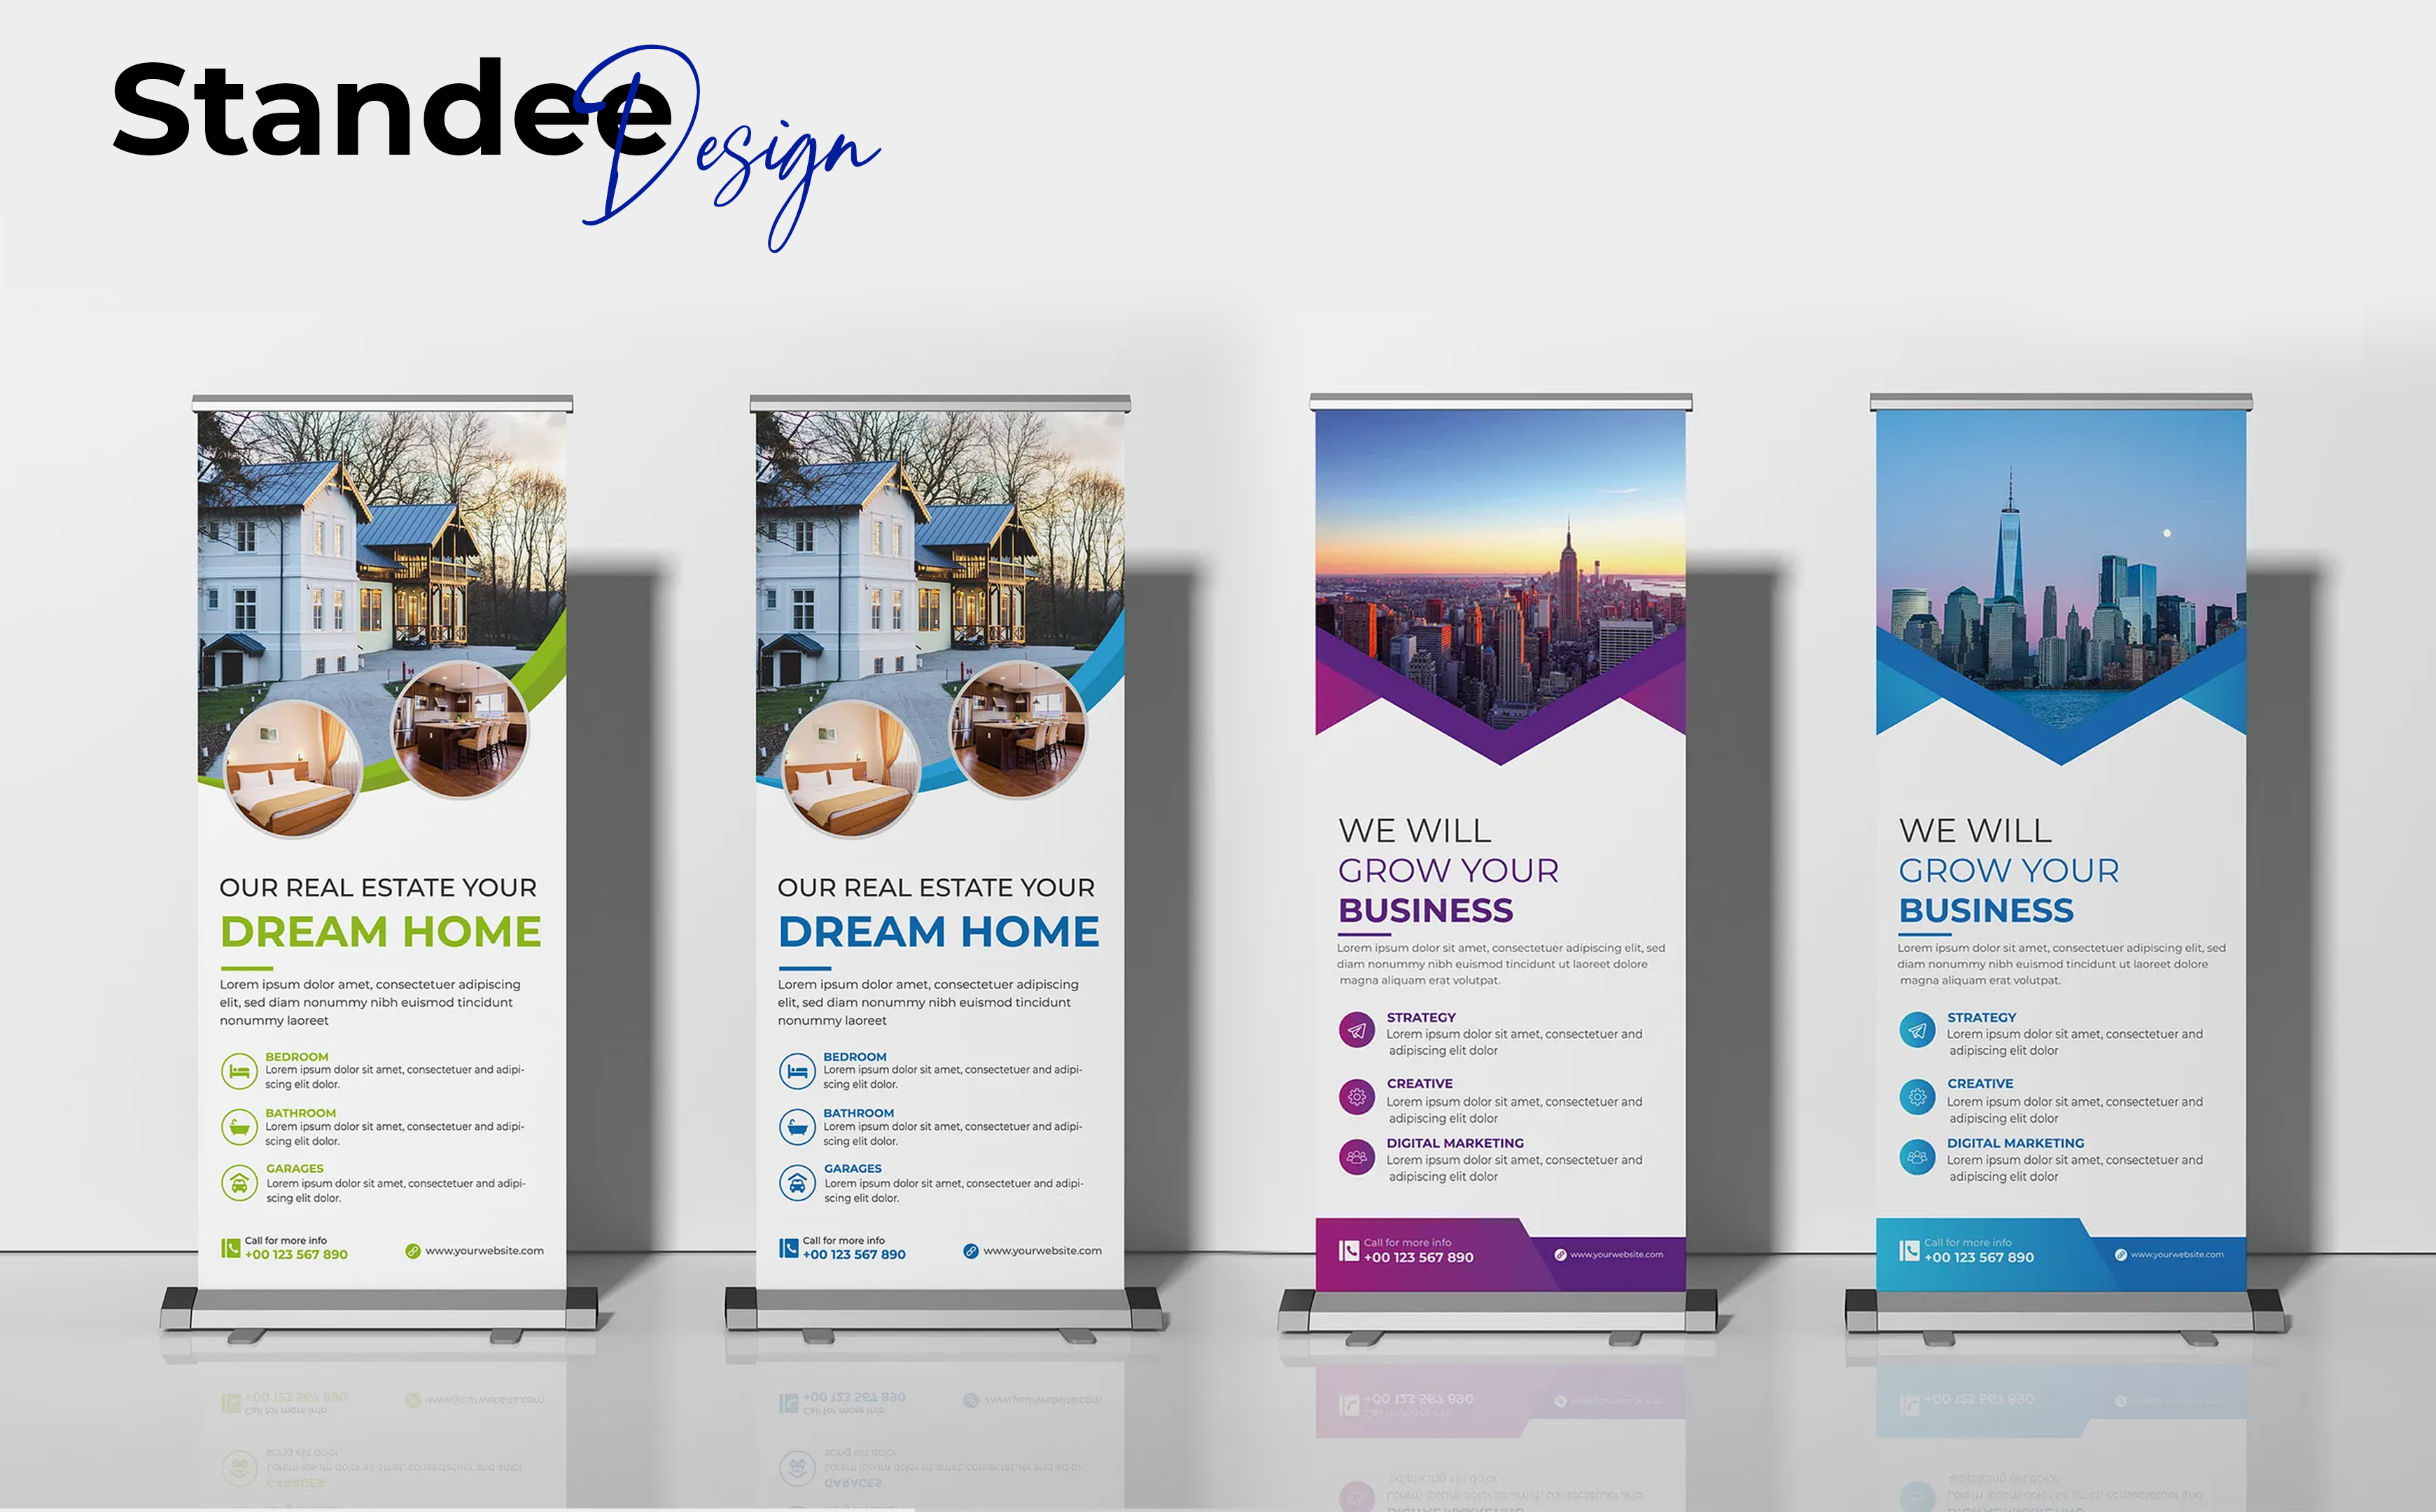 Standee Design
OUR REAL ESTATE YOUR
DREAM HOME
Lorem ipsum dolor amet, consectetuer adipiscing
elit, sed diam nonummy nibh euismod tincidunt
nonummy laoreet
BEDROOM
Lorem ipsum dolor sit amet, consectetuer and adipi-
scing elit dolor.
BATHROOM
Lorem ipsum dolor sit amet, consectetuer and adipi-
scing elit dolor.
GARAGES
Lorem ipsum dolor sit amet, consectetuer and adipi-
scing elit dolor.
Call for more info
+00 123 567 890
www.yourwebsite.com
OUR REAL ESTATE YOUR
DREAM HOME
Lorem ipsum dolor amet, consectetuer adipiscing
elit, sed diam nonummy nibh euismod tincidunt
nonummy laoreet
BEDROOM
Lorem ipsum dolor sit amet, consectetuer and adipi-
scing elit dolor.
BATHROOM
Lorem ipsum dolor sit amet, consectetuer and adipi-
scing elit dolor.
GARAGES
Lorem ipsum dolor sit amet, consectetuer and adipi-
scing elit dolor.
Call for more info
+00 123 567 890
www.yourwebsite.com
WE WILL
GROW YOUR
BUSINESS
Lorem ipsum dolor sit amet, consectetuer adipiscing elit, sed
diam nonummy nibh euismod tincidunt ut laoreet dolore
magna aliquam erat volutpat.
STRATEGY
Lorem ipsum dolor sit amet, consectetuer and
adipiscing elit dolor
CREATIVE
Lorem ipsum dolor sit amet, consectetuer and
adipiscing elit dolor
DIGITAL MARKETING
Lorem ipsum dolor sit amet, consectetuer and
adipiscing elit dolor
Call for more info
+00 123 567 890
www.yourwebsite.com
WE WILL
GROW YOUR
BUSINESS
Lorem ipsum dolor sit amet, consectetuer adipiscing elit, sed
diam nonummy nibh euismod tincidunt ut laoreet dolore
magna aliquam erat volutpat.
STRATEGY
Lorem ipsum dolor sit amet, consectetuer and
adipiscing elit dolor
CREATIVE
Lorem ipsum dolor sit amet, consectetuer and
adipiscing elit dolor
DIGITAL MARKETING
Lorem ipsum dolor sit amet, consectetuer and
adipiscing elit dolor
Call for more info
+00 123 567 890
www.yourwebsite.com